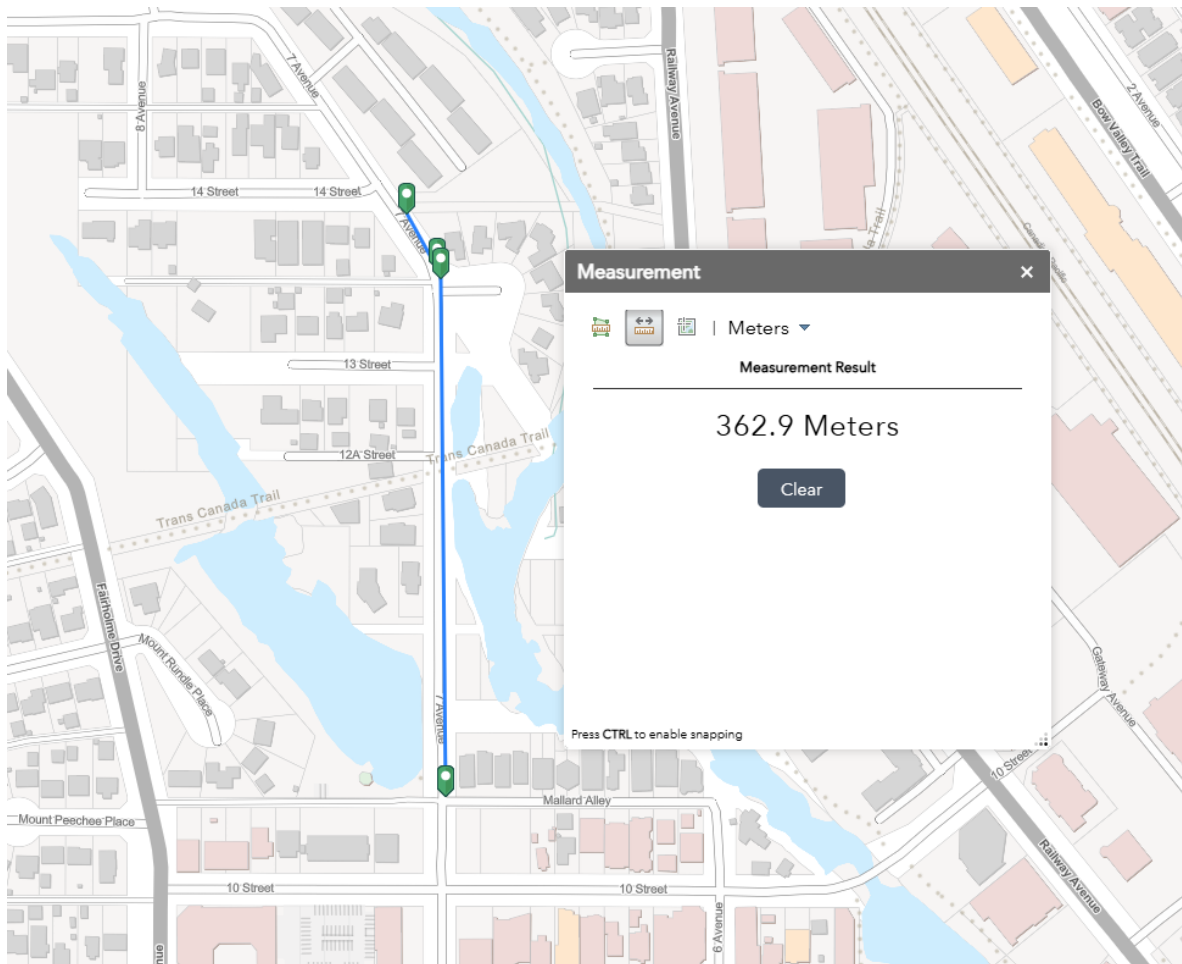 7 Avenue
8 Avenue
Railway Avenue
2 Avenue
Bow Valley Trail
14 Street
14 Street
7 Avenue
a Trail
Measurement
Meters
Measurement Result
13 Street
362.9 Meters
Trans Canada Trail
12A Street
Clear
Trans Canada Trail
Fairholme Drive
Mount Rundle Place
Gateway Avenue
7 Avenue
Press CTRL to enable snapping
10 Street
Mallard Alley
Mount Peechee Place
Railway Avenue
10 Street
10 Street
6 Avenue
nue